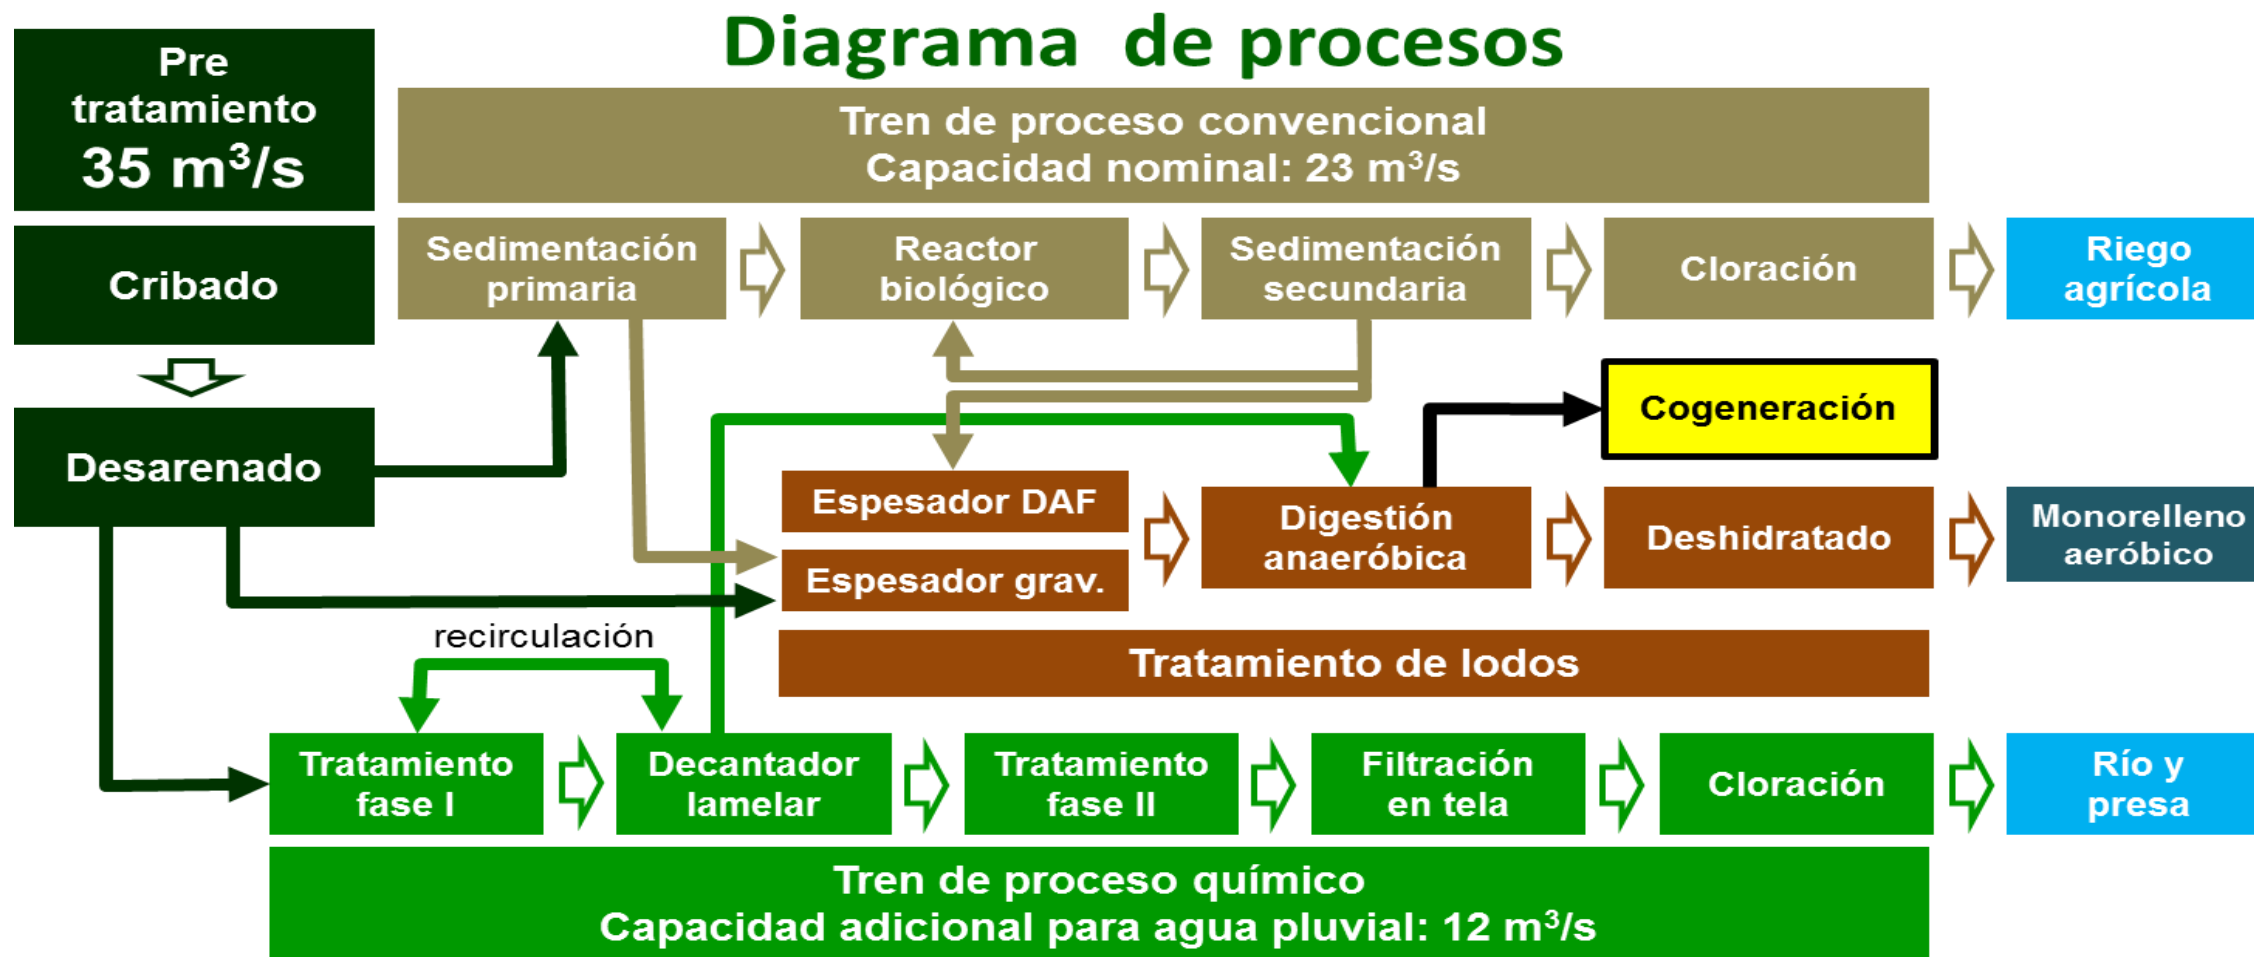 Diagrama de procesos
Pre
tratamiento
35 m³/s
Cribado
Desarenado
Tren de proceso convencional
Capacidad nominal: 23 m³/s
Sedimentación
primaria
Reactor
biológico
Sedimentación
secundaria
Cloración
Riego
agrícola
Cogeneración
Espesador DAF
Espesador grav.
Digestión
anaeróbica
Deshidratado
Monorelleno
aeróbico
Tratamiento de lodos
recirculación
Tratamiento
fase I
Decantador
lamelar
Tratamiento
fase II
Filtración
en tela
Cloración
Río y
presa
Tren de proceso químico
Capacidad adicional para agua pluvial: 12 m³/s